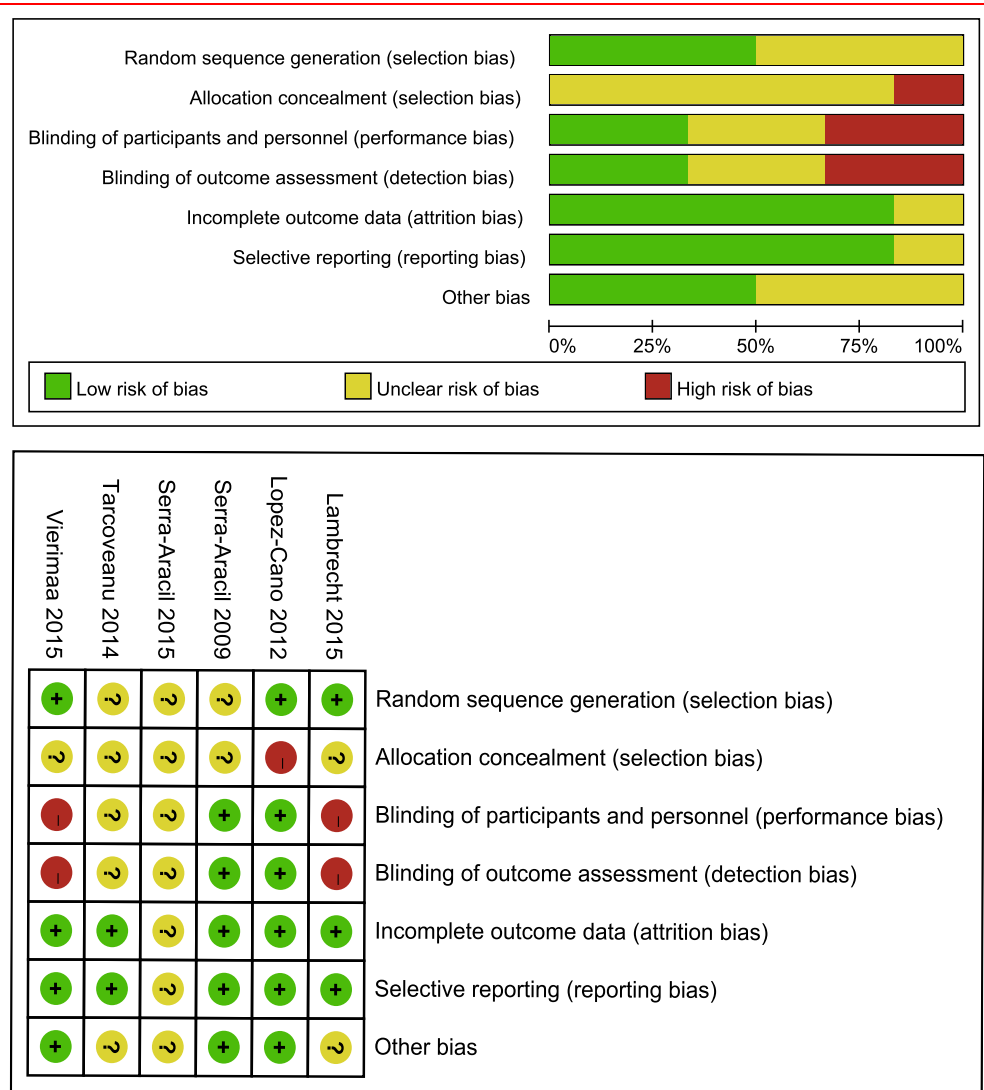 Random sequence generation (selection bias)
Allocation concealment (selection bias)
Blinding of participants and personnel (performance bias)
Blinding of outcome assessment (detection bias)
Incomplete outcome data (attrition bias)
Selective reporting (reporting bias)
Other bias
0% 25% 50% 75% 100%
Low risk of bias Unclear risk of bias High risk of bias
Vierimaa 2015
Tarcoveanu 2014
Serra-Aracil 2015
Serra-Aracil 2009
Lopez-Cano 2012
Lambrecht 2015
+ ? ? ? + + Random sequence generation (selection bias)
? ? ? ? – ? Allocation concealment (selection bias)
– ? ? + + – Blinding of participants and personnel (performance bias)
– ? ? + + – Blinding of outcome assessment (detection bias)
+ + ? + + + Incomplete outcome data (attrition bias)
+ + ? + + + Selective reporting (reporting bias)
+ ? ? + + ? Other bias